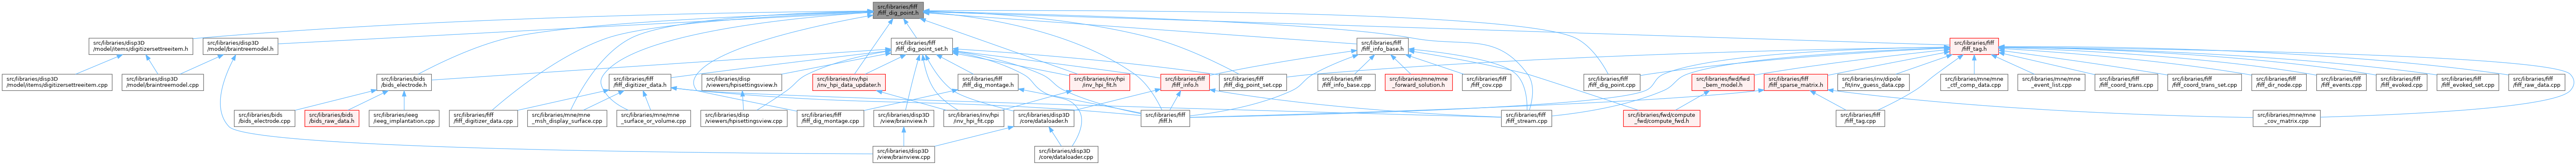 src/libraries/fiff
/fiff_dig_point.h
src/libraries/disp3D
/model/items/digitizersettreeitem.h
src/libraries/disp3D
/model/braintreemodel.h
src/libraries/fiff
/fiff_dig_point_set.h
src/libraries/fiff
/fiff_info_base.h
src/libraries/fiff
/fiff_tag.h
src/libraries/disp3D
/model/items/digitizersettreeitem.cpp
src/libraries/disp3D
/model/braintreemodel.cpp
src/libraries/bids
/bids_electrode.h
src/libraries/fiff
/fiff_digitizer_data.h
src/libraries/disp
/viewers/hpisettingsview.h
src/libraries/inv/hpi
/inv_hpi_data_updater.h
src/libraries/fiff
/fiff_dig_montage.h
src/libraries/inv/hpi
/inv_hpi_fit.h
src/libraries/fiff
/fiff_info.h
src/libraries/fiff
/fiff_dig_point_set.cpp
src/libraries/fiff
/fiff_info_base.cpp
src/libraries/mne/mne
_forward_solution.h
src/libraries/fiff
/fiff_cov.cpp
src/libraries/fiff
/fiff_dig_point.cpp
src/libraries/fwd/fwd
_bem_model.h
src/libraries/fiff
/fiff_sparse_matrix.h
src/libraries/inv/dipole
_fit/inv_guess_data.cpp
src/libraries/mne/mne
_ctf_comp_data.cpp
src/libraries/mne/mne
_event_list.cpp
src/libraries/fiff
/fiff_coord_trans.cpp
src/libraries/fiff
/fiff_coord_trans_set.cpp
src/libraries/fiff
/fiff_dir_node.cpp
src/libraries/fiff
/fiff_events.cpp
src/libraries/fiff
/fiff_evoked.cpp
src/libraries/fiff
/fiff_evoked_set.cpp
src/libraries/fiff
/fiff_raw_data.cpp
src/libraries/bids
/bids_electrode.cpp
src/libraries/bids
/bids_raw_data.h
src/libraries/ieeg
/ieeg_implantation.cpp
src/libraries/fiff
/fiff_digitizer_data.cpp
src/libraries/mne/mne
_msh_display_surface.cpp
src/libraries/mne/mne
_surface_or_volume.cpp
src/libraries/disp
/viewers/hpisettingsview.cpp
src/libraries/fiff
/fiff_dig_montage.cpp
src/libraries/disp3D
/view/brainview.h
src/libraries/inv/hpi
/inv_hpi_fit.cpp
src/libraries/disp3D
/core/dataloader.h
src/libraries/fiff
/fiff.h
src/libraries/fiff
/fiff_stream.cpp
src/libraries/fwd/compute
_fwd/compute_fwd.h
src/libraries/fiff
/fiff_tag.cpp
src/libraries/mne/mne
_cov_matrix.cpp
src/libraries/disp3D
/view/brainview.cpp
src/libraries/disp3D
/core/dataloader.cpp